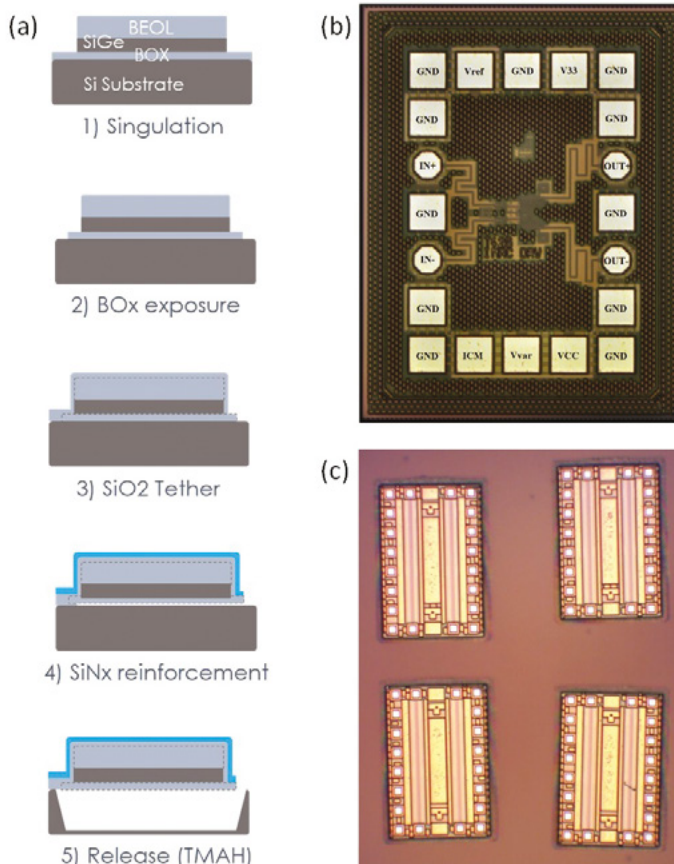 (a)
BEOL
SiGe
BOX
Si Substrate
1) Singulation
2) BOx exposure
3) SiO2 Tether
4) SiNx reinforcement
5) Release (TMAH)
(b)
GND Vref GND V33 GND
GND GND
IN+ OUT+
GND GND
IN- OUT-
GND GND
GND ICM Vvar VCC GND
(c)